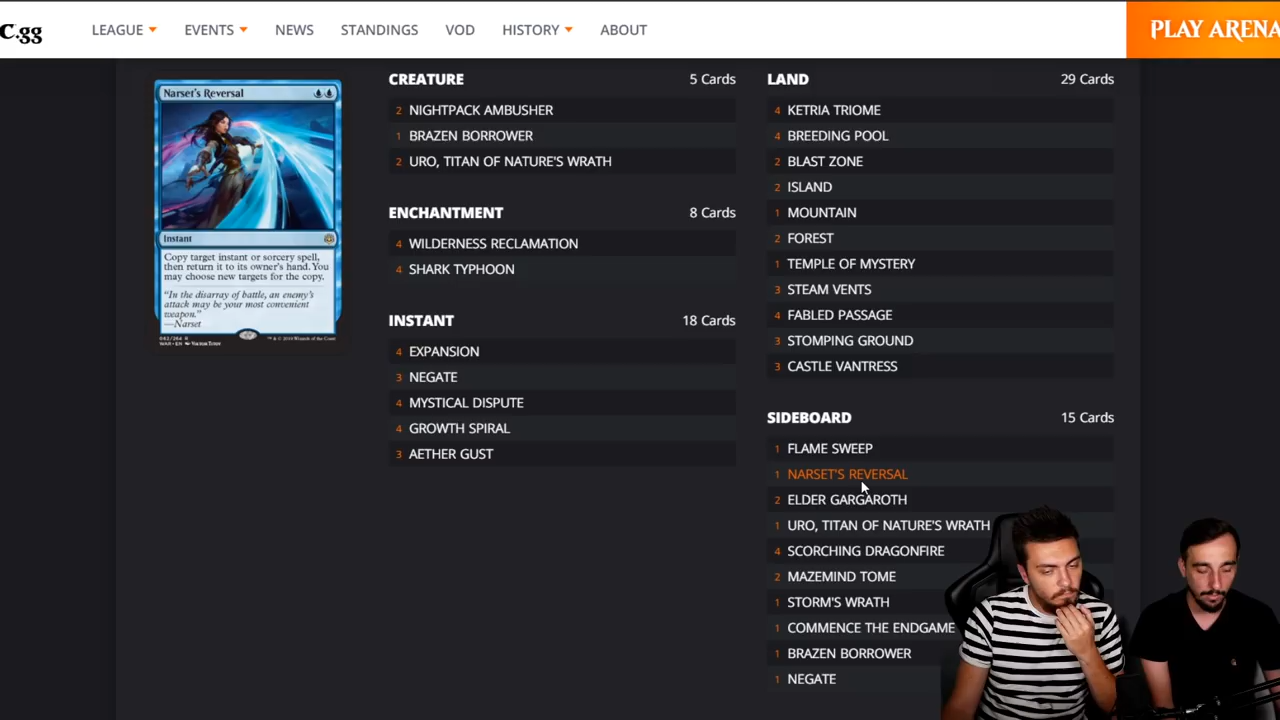 C.gg
LEAGUE
EVENTS
NEWS
STANDINGS
VOD
HISTORY
ABOUT
PLAY ARENA
Narset's Reversal
Instant
Copy target instant or sorcery spell,
then return it to its owner's hand. You
may choose new targets for the copy.
"In the disarray of battle, an enemy's
attack may be your most convenient
weapon."
—Narset
CREATURE 5 Cards
2 NIGHTPACK AMBUSHER
1 BRAZEN BORROWER
2 URO, TITAN OF NATURE'S WRATH
ENCHANTMENT 8 Cards
4 WILDERNESS RECLAMATION
4 SHARK TYPHOON
INSTANT 18 Cards
4 EXPANSION
3 NEGATE
4 MYSTICAL DISPUTE
4 GROWTH SPIRAL
3 AETHER GUST
LAND 29 Cards
4 KETRIA TRIOME
4 BREEDING POOL
2 BLAST ZONE
2 ISLAND
1 MOUNTAIN
2 FOREST
1 TEMPLE OF MYSTERY
3 STEAM VENTS
4 FABLED PASSAGE
3 STOMPING GROUND
3 CASTLE VANTRESS
SIDEBOARD 15 Cards
1 FLAME SWEEP
1 NARSET'S REVERSAL
2 ELDER GARGAROTH
1 URO, TITAN OF NATURE'S WRATH
4 SCORCHING DRAGONFIRE
2 MAZEMIND TOME
1 STORM'S WRATH
1 COMMENCE THE ENDGAME
1 BRAZEN BORROWER
1 NEGATE